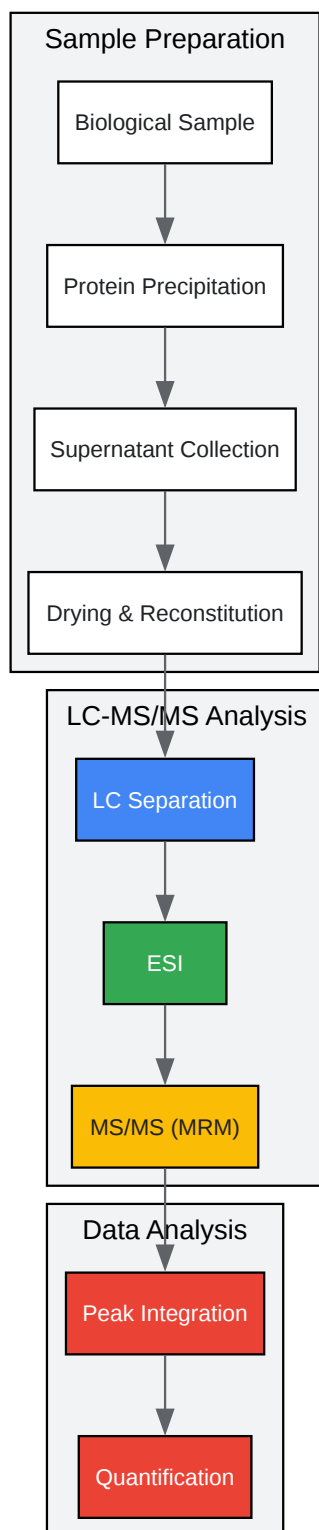 Sample Preparation
Biological Sample
Protein Precipitation
Supernatant Collection
Drying & Reconstitution
LC-MS/MS Analysis
LC Separation
ESI
MS/MS (MRM)
Data Analysis
Peak Integration
Quantification